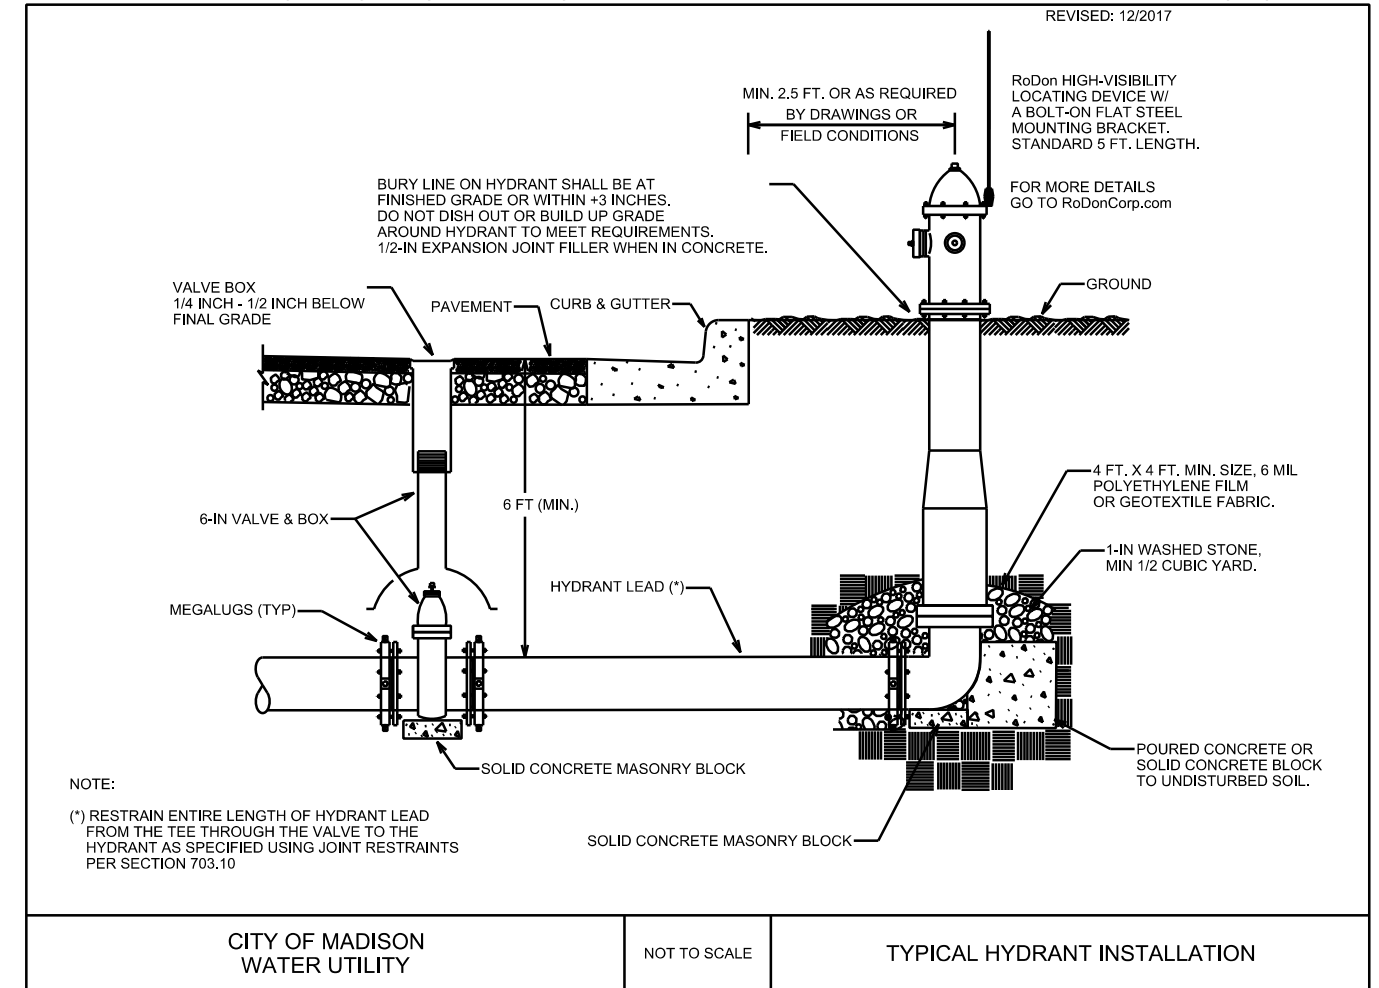 REVISED: 12/2017
RoDon HIGH-VISIBILITY
LOCATING DEVICE W/
A BOLT-ON FLAT STEEL
MOUNTING BRACKET.
STANDARD 5 FT. LENGTH.
FOR MORE DETAILS
GO TO RoDonCorp.com
MIN. 2.5 FT. OR AS REQUIRED
BY DRAWINGS OR
FIELD CONDITIONS
BURY LINE ON HYDRANT SHALL BE AT
FINISHED GRADE OR WITHIN +3 INCHES.
DO NOT DISH OUT OR BUILD UP GRADE
AROUND HYDRANT TO MEET REQUIREMENTS.
1/2-IN EXPANSION JOINT FILLER WHEN IN CONCRETE.
VALVE BOX
1/4 INCH - 1/2 INCH BELOW
FINAL GRADE
PAVEMENT
CURB & GUTTER
GROUND
4 FT. X 4 FT. MIN. SIZE, 6 MIL
POLYETHYLENE FILM
OR GEOTEXTILE FABRIC.
6 FT (MIN.)
6-IN VALVE & BOX
1-IN WASHED STONE,
MIN 1/2 CUBIC YARD.
HYDRANT LEAD (*)
MEGALUGS (TYP)
POURED CONCRETE OR
SOLID CONCRETE BLOCK
TO UNDISTURBED SOIL.
SOLID CONCRETE MASONRY BLOCK
SOLID CONCRETE MASONRY BLOCK
NOTE:
(*) RESTRAIN ENTIRE LENGTH OF HYDRANT LEAD
FROM THE TEE THROUGH THE VALVE TO THE
HYDRANT AS SPECIFIED USING JOINT RESTRAINTS
PER SECTION 703.10
CITY OF MADISON
WATER UTILITY
NOT TO SCALE
TYPICAL HYDRANT INSTALLATION